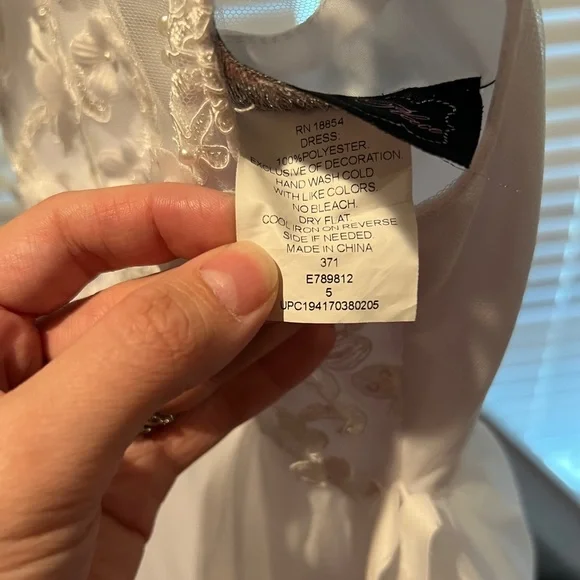 RN 18854
DRESS:
100%POLYESTER.
EXCLUSIVE OF DECORATION
HAND WASH COLD
WITH LIKE COLORS
NO BLEACH.
DRY FLAT.
COOL IRON ON REVERSE
SIDE IF NEEDED.
MADE IN CHINA
371
E789812
5
UPC194170380205